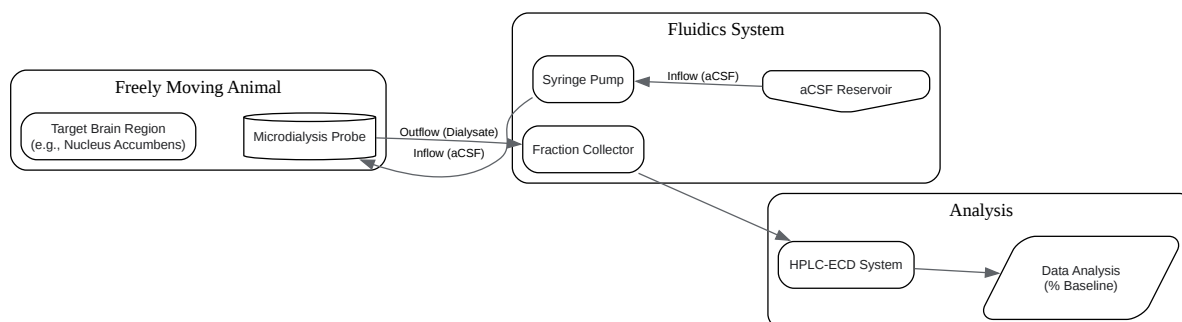 Freely Moving Animal
Target Brain Region
(e.g., Nucleus Accumbens)
Microdialysis Probe
Outflow (Dialysate)
Inflow (aCSF)
Fluidics System
Syringe Pump
Inflow (aCSF)
aCSF Reservoir
Fraction Collector
Analysis
HPLC-ECD System
Data Analysis
(% Baseline)